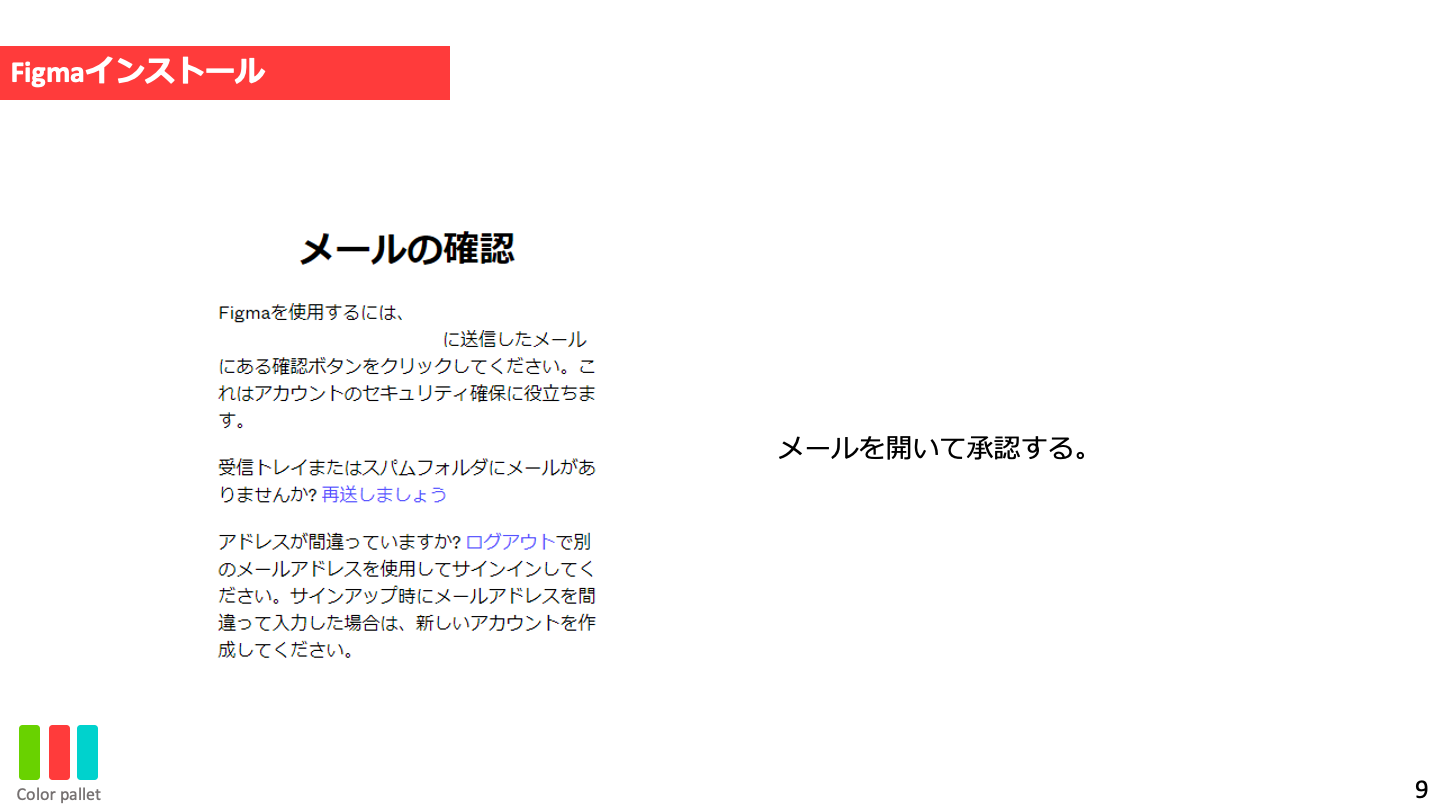 Figmaインストール
メールの確認
Figmaを使用するには、
に送信したメール
にある確認ボタンをクリックしてください。こ
れはアカウントのセキュリティ確保に役立ちま
す。
受信トレイまたはスパムフォルダにメールがあ
りませんか? 再送しましょう
アドレスが間違っていますか? ログアウトで別
のメールアドレスを使用してサインインしてく
ださい。サインアップ時にメールアドレスを間
違って入力した場合は、新しいアカウントを作
成してください。
メールを開いて承認する。
Color pallet
9